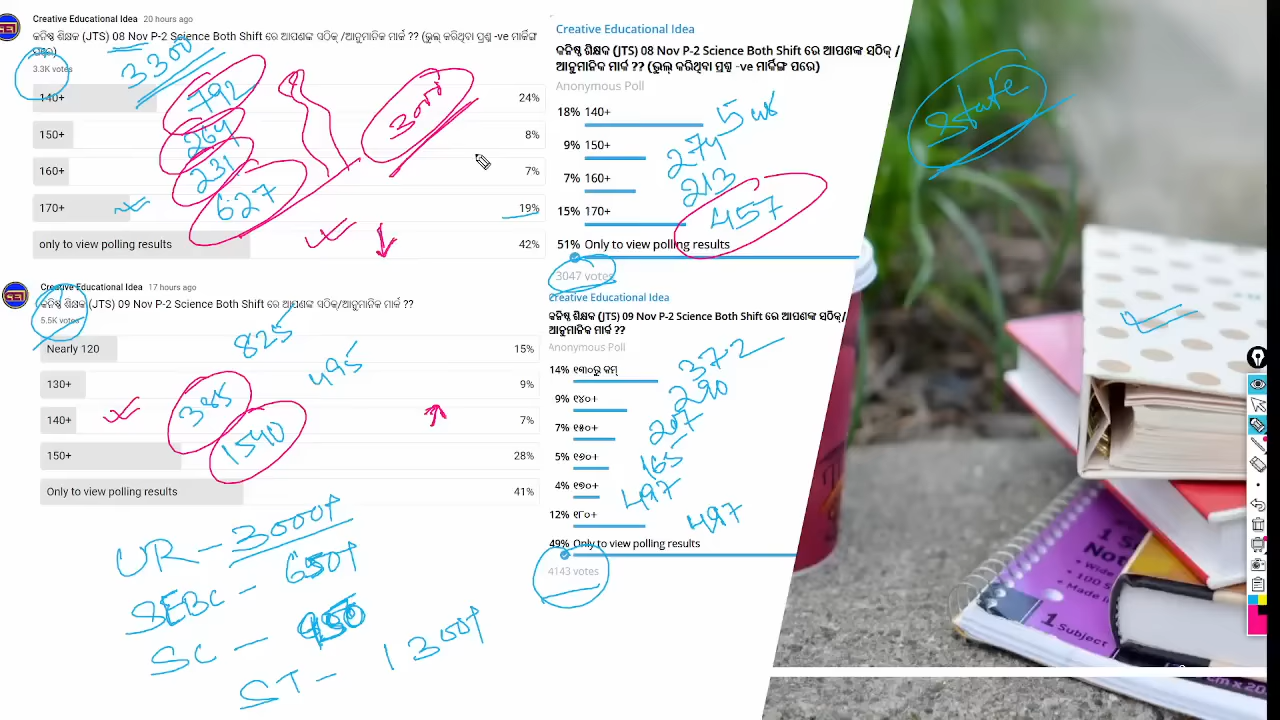 Creative Educational Idea 20 hours ago
କନିଷ୍ଠ ଶିକ୍ଷକ (JTS) 08 Nov P-2 Science Both Shift ରେ ଆପଣଙ୍କ ସଠିକ୍ /ଆନୁମାନିକ ମାର୍କ ?? (ଭୁଲ୍ କରିଥିବା ପ୍ରଶ୍ନ -ve ମାର୍କିଙ୍ଗ
ପରେ)
3.3K votes
3300
140+ 24%
792
150+ 8%
264
160+ 7%
231
170+ 19%
627
3000
only to view polling results 42%
Creative Educational Idea 17 hours ago
କନିଷ୍ଠ ଶିକ୍ଷକ (JTS) 09 Nov P-2 Science Both Shift ରେ ଆପଣଙ୍କ ସଠିକ୍/ଆନୁମାନିକ ମାର୍କ ??
5.5K votes
Nearly 120 15%
825
130+ 9%
495
140+ 7%
385
150+ 28%
1540
Only to view polling results 41%
UR - 3000↑
SEBC - 650↑
SC -
ST - 1300↑
Creative Educational Idea
କନିଷ୍ଠ ଶିକ୍ଷକ (JTS) 08 Nov P-2 Science Both Shift ରେ ଆପଣଙ୍କ ସଠିକ୍ /
ଆନୁମାନିକ ମାର୍କ ?? (ଭୁଲ୍ କରିଥିବା ପ୍ରଶ୍ନ -ve ମାର୍କିଙ୍ଗ ପରେ)
Anonymous Poll
18% 140+
9% 150+
274
7% 160+
213
15% 170+
457
51% Only to view polling results
3047 votes
Creative Educational Idea
କନିଷ୍ଠ ଶିକ୍ଷକ (JTS) 09 Nov P-2 Science Both Shift ରେ ଆପଣଙ୍କ ସଠିକ୍/
ଆନୁମାନିକ ମାର୍କ ??
Anonymous Poll
14% ୧୩୦ରୁ କମ୍
372
9% ୧୪୦+
290
7% ୧୫୦+
207
5% ୧୭୦+
165
4% ୧୭୦+
497
12% ୧୮୦+
497
49% Only to view polling results
4143 votes
State
1 Subject